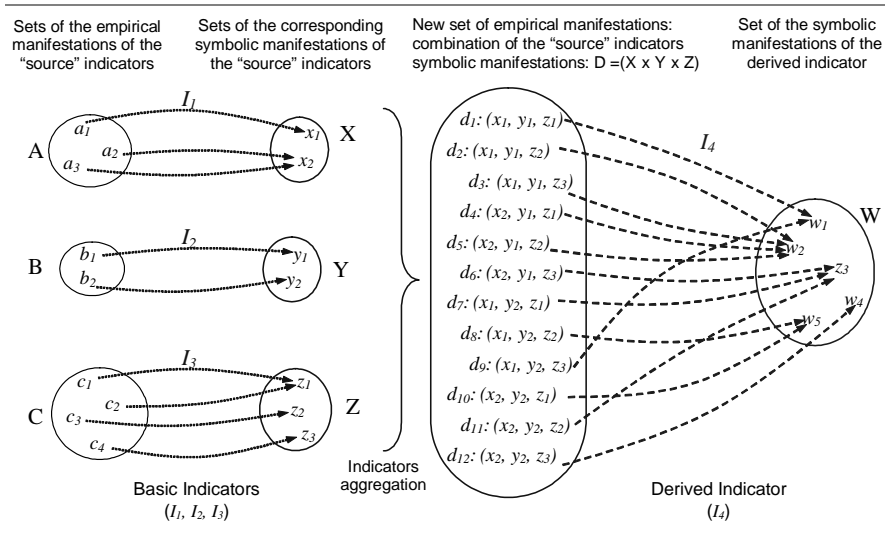 Sets of the empirical
manifestations of the
“source” indicators
Sets of the corresponding
symbolic manifestations of
the “source” indicators
New set of empirical manifestations:
combination of the “source” indicators
symbolic manifestations: D =(X x Y x Z)
Set of the symbolic
manifestations of the
derived indicator
A
a1
a2
a3
I1
x1
x2
X
B
b1
b2
I2
y1
y2
Y
C
c1
c2
c3
c4
I3
z1
z2
z3
Z
Basic Indicators
(I1, I2, I3)
Indicators
aggregation
d1: (x1, y1, z1)
d2: (x1, y1, z2)
d3: (x1, y1, z3)
d4: (x2, y1, z1)
d5: (x2, y1, z2)
d6: (x2, y1, z3)
d7: (x1, y2, z1)
d8: (x1, y2, z2)
d9: (x1, y2, z3)
d10: (x2, y2, z1)
d11: (x2, y2, z2)
d12: (x2, y2, z3)
I4
W
w1
w2
z3
w4
w5
Derived Indicator
(I4)